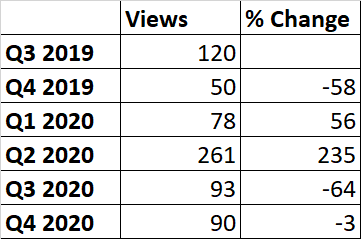 Views % Change
Q3 2019 120
Q4 2019 50 -58
Q1 2020 78 56
Q2 2020 261 235
Q3 2020 93 -64
Q4 2020 90 -3